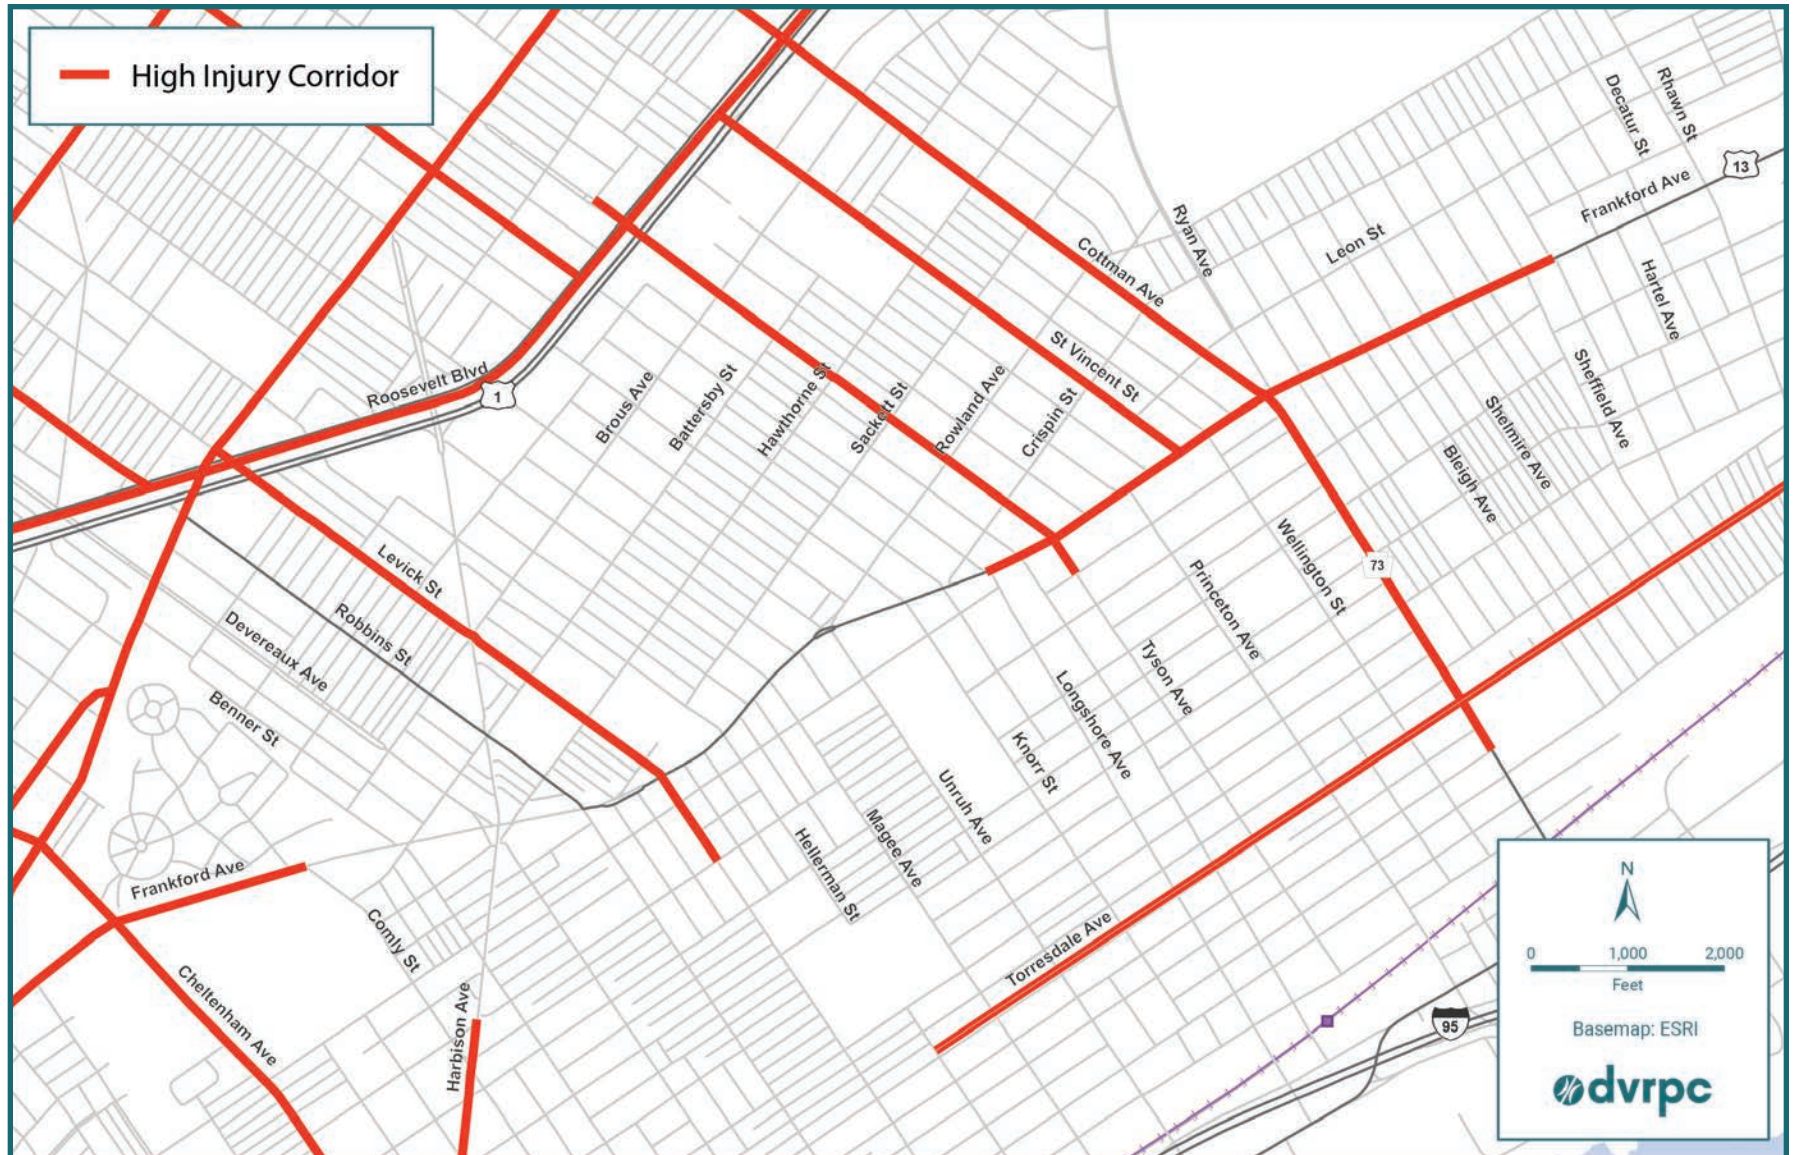 High Injury Corridor
Decatur St
Rhawn St
13
Frankford Ave
Ryan Ave
Leon St
Cottman Ave
Hartel Ave
St Vincent St
Sheffield Ave
Roosevelt Blvd
1
Brous Ave
Battersby St
Hawthorne St
Sackett St
Rowland Ave
Crispin St
Shelmire Ave
Bleigh Ave
Levick St
Wellington St
73
Princeton Ave
Robbins St
Devereaux Ave
Tyson Ave
Benner St
Longshore Ave
Knorr St
Unruh Ave
Magee Ave
Hellerman St
Frankford Ave
Comly St
Torresdale Ave
Cheltenham Ave
Harbison Ave
95
N
0 1,000 2,000
Feet
Basemap: ESRI
dvrpc